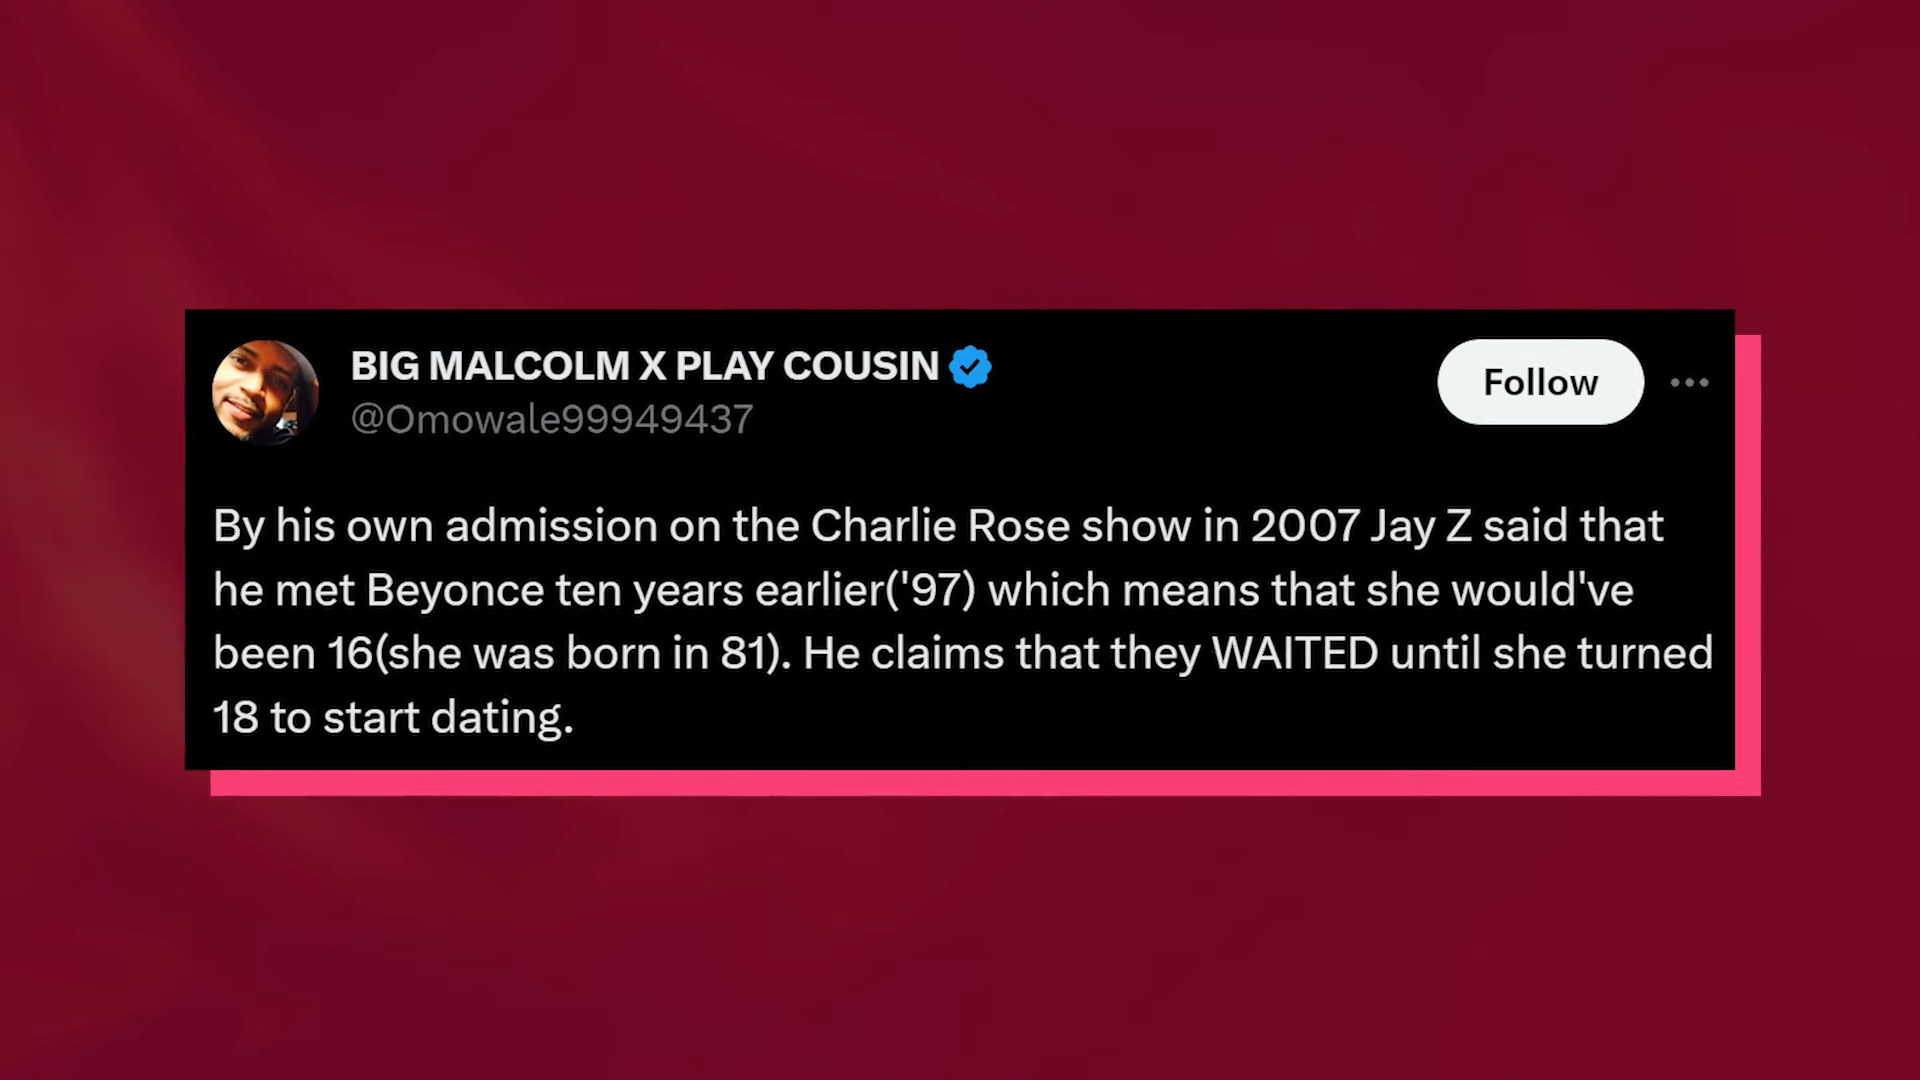 BIG MALCOLM X PLAY COUSIN
@Omowale99949437
Follow
By his own admission on the Charlie Rose show in 2007 Jay Z said that
he met Beyonce ten years earlier('97) which means that she would've
been 16(she was born in 81). He claims that they WAITED until she turned
18 to start dating.